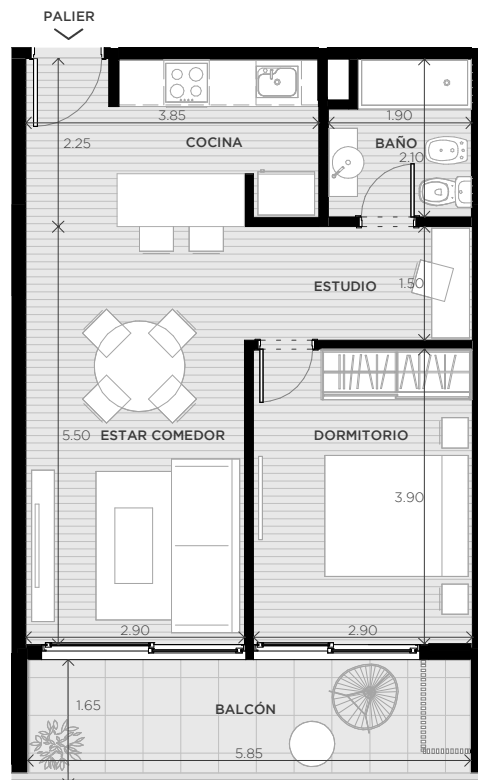 PALIER
3.85
1.90
2.25
COCINA
BAÑO
2.10
ESTUDIO
1.50
5.50
ESTAR COMEDOR
DORMITORIO
3.90
2.90
2.90
1.65
BALCÓN
5.85